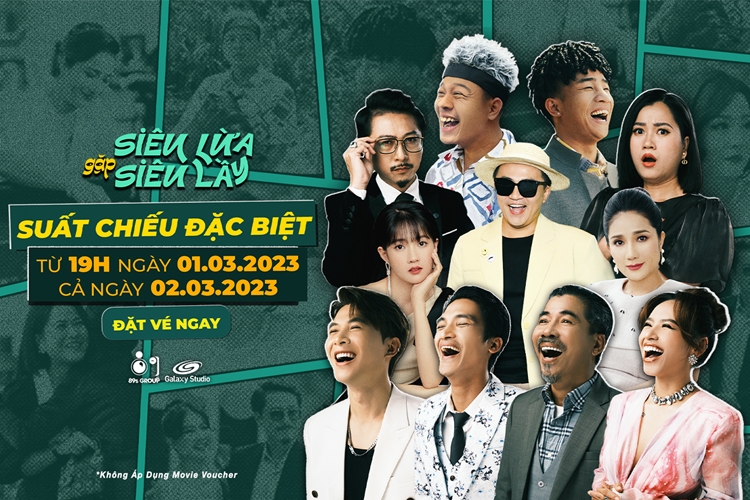 SIÊU LỪA
gặp
SIÊU LẦY
SUẤT CHIẾU ĐẶC BIỆT
TỪ 19H NGÀY 01.03.2023
CẢ NGÀY 02.03.2023
ĐẶT VÉ NGAY
89s GROUP
Galaxy Studio
*Không Áp Dụng Movie Voucher